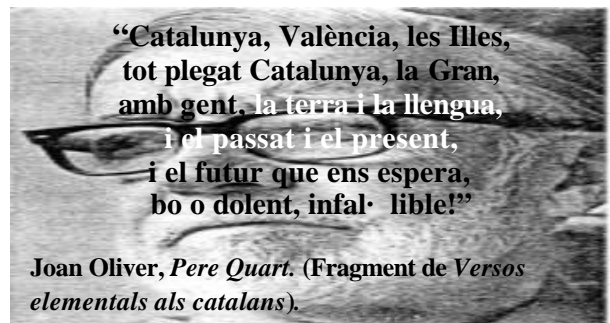 “Catalunya, València, les Illes,
tot plegat Catalunya, la Gran,
amb gent, la terra i la llengua,
i el passat i el present,
i el futur que ens espera,
bo o dolent, infal· lible!”
Joan Oliver, Pere Quart. (Fragment de Versos
elementals als catalans).